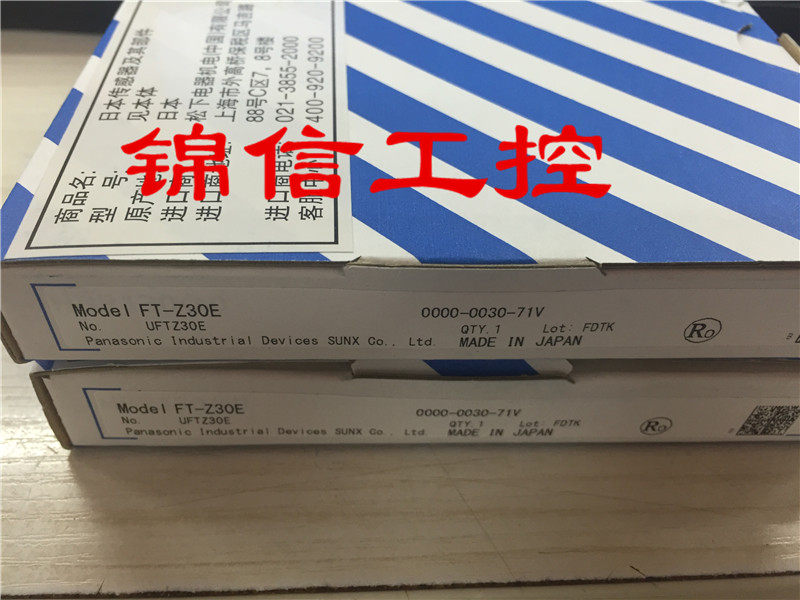 日本传感器及其部件
见本体
日本
松下电器机电(中国)有限公司
上海市外高桥保税区马吉路
88号C区7,8号楼
021-3855-2000
400-920-9200
商品名:
型 号:
原产地
进口商
进口商
进口商电话
客服
锦信工控
Model FT-Z30E
No. UFTZ30E
Panasonic Industrial Devices SUNX Co., Ltd.
0000-0030-71V
QTY.1 Lot: FDTK
MADE IN JAPAN
Ro
Model FT-Z30E
No. UFTZ30E
Panasonic Industrial Devices SUNX Co., Ltd.
0000-0030-71V
QTY.1 Lot: FDTK
MADE IN JAPAN
Ro